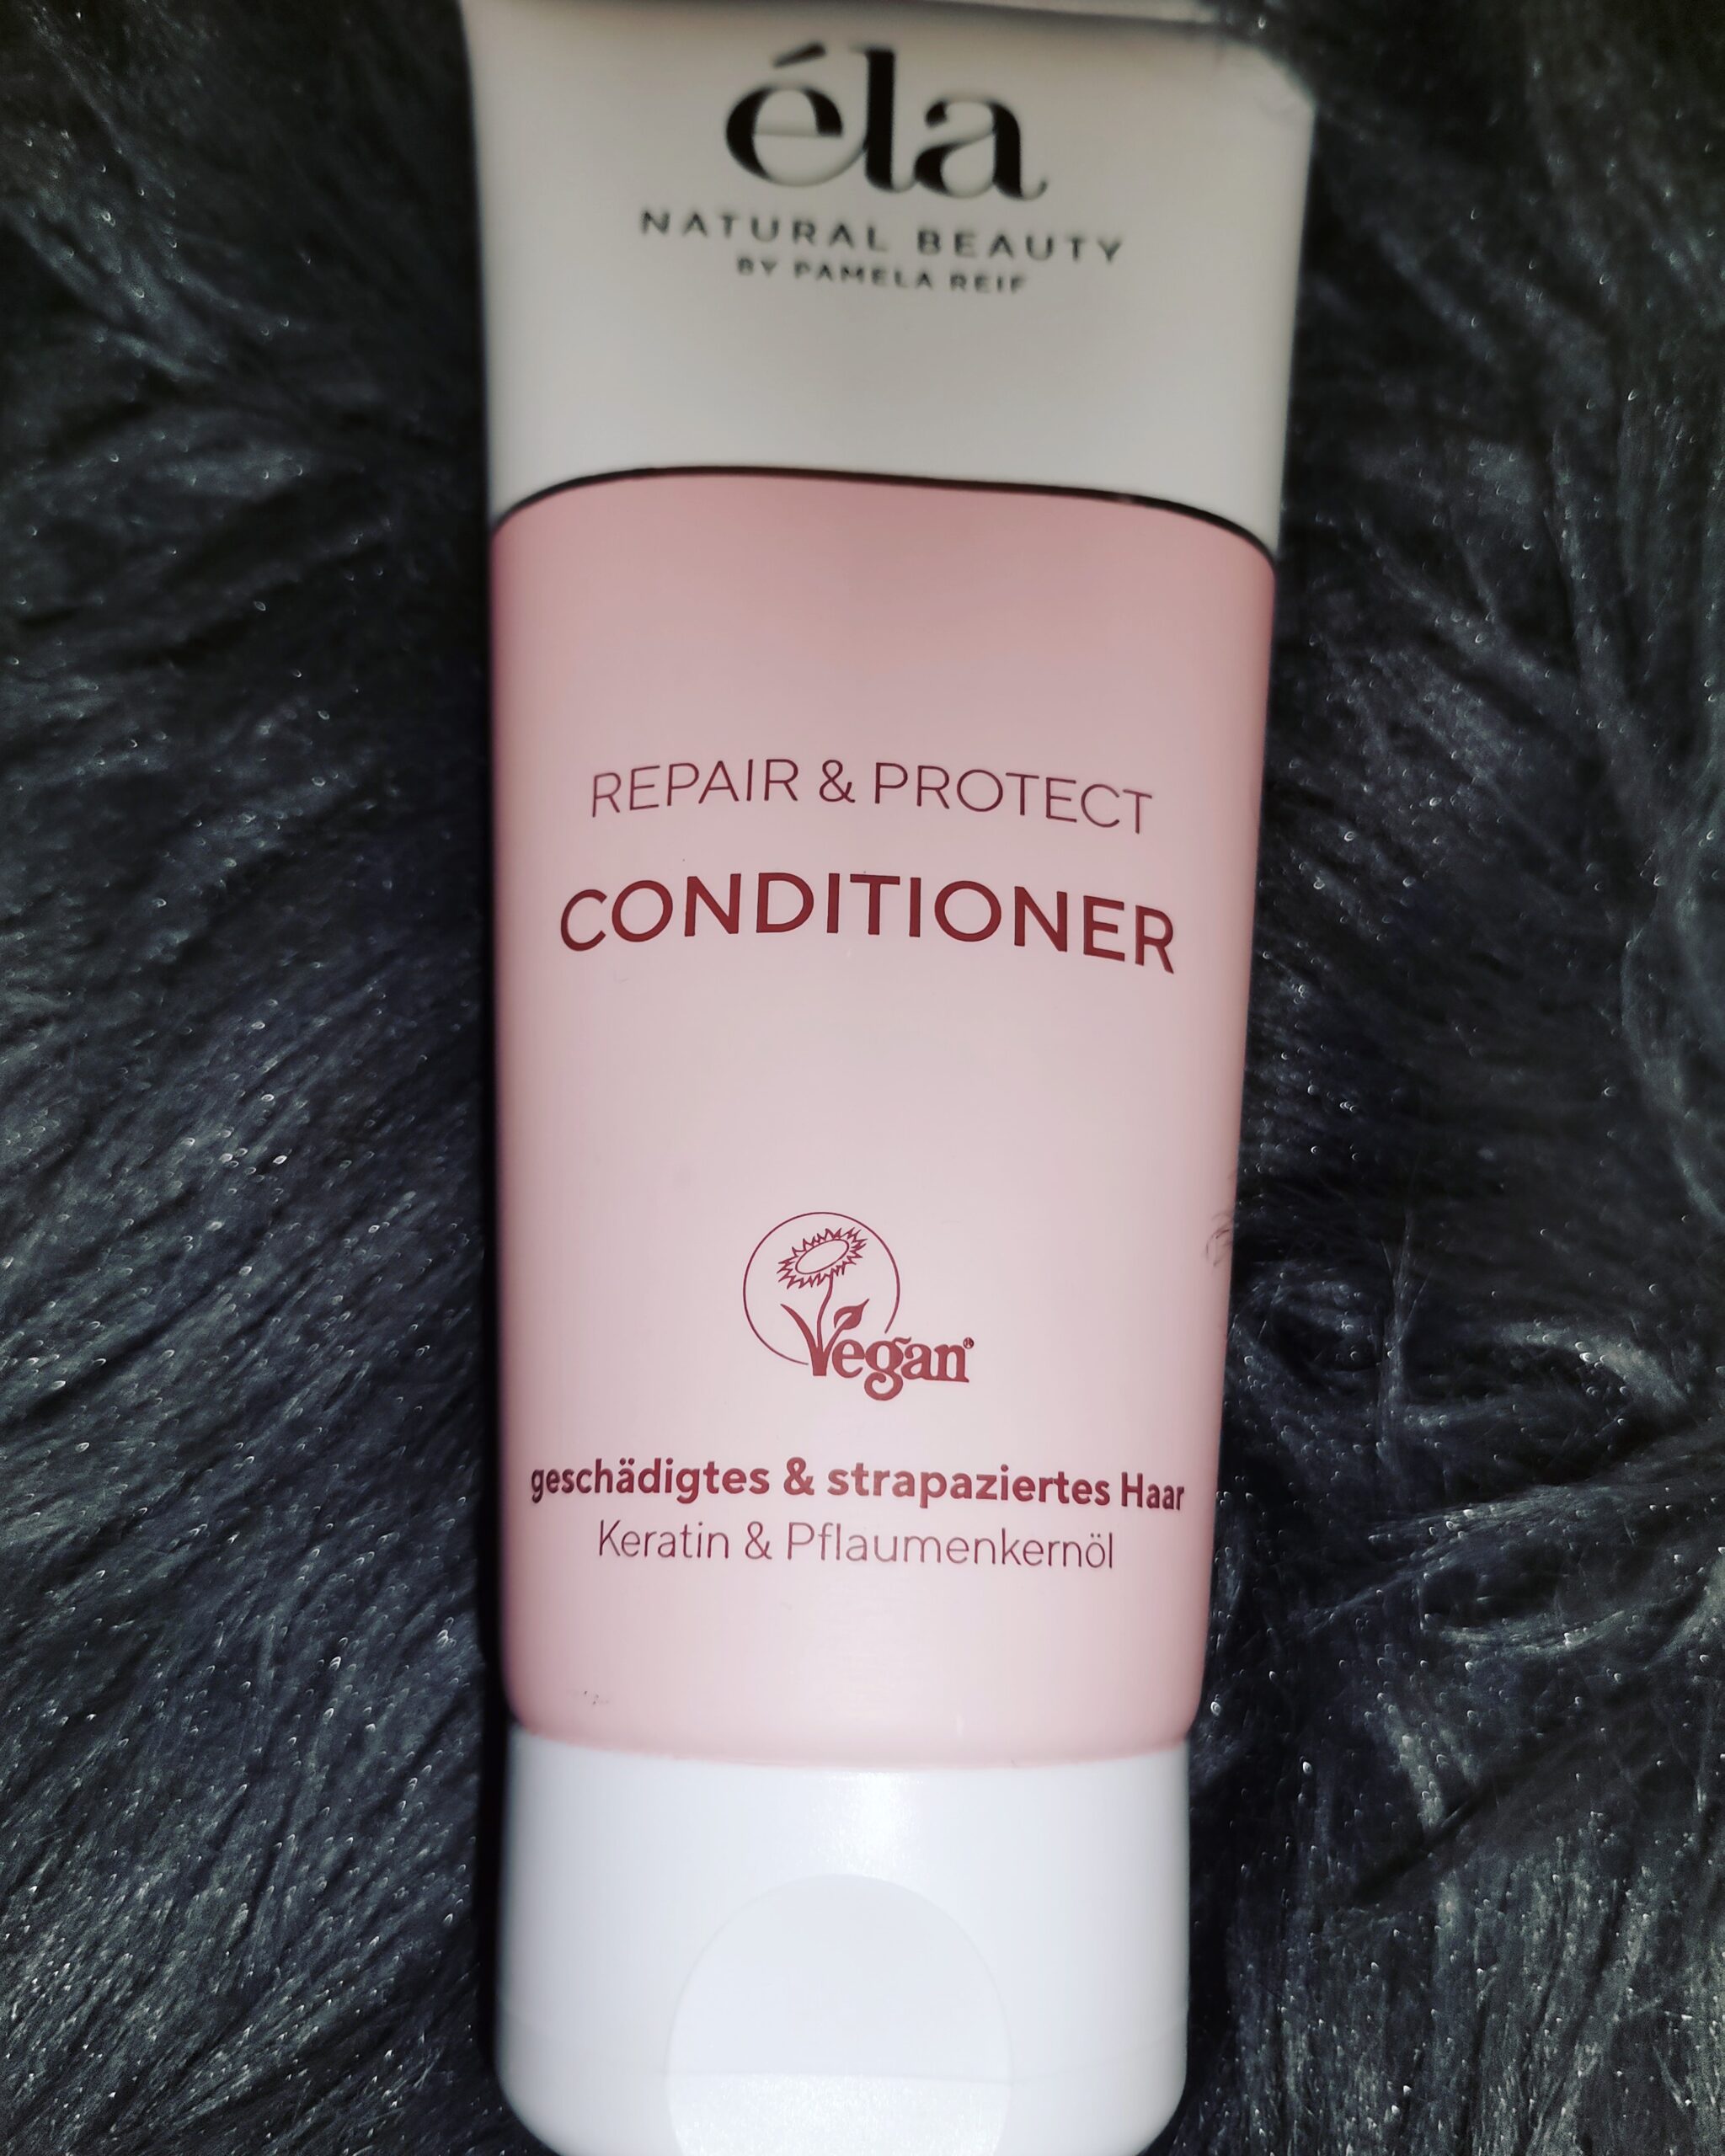 éla
NATURAL BEAUTY
BY PAMELA REIF
REPAIR & PROTECT
CONDITIONER
Vegan
geschädigtes & strapaziertes Haar
Keratin & Pflaumenkernöl